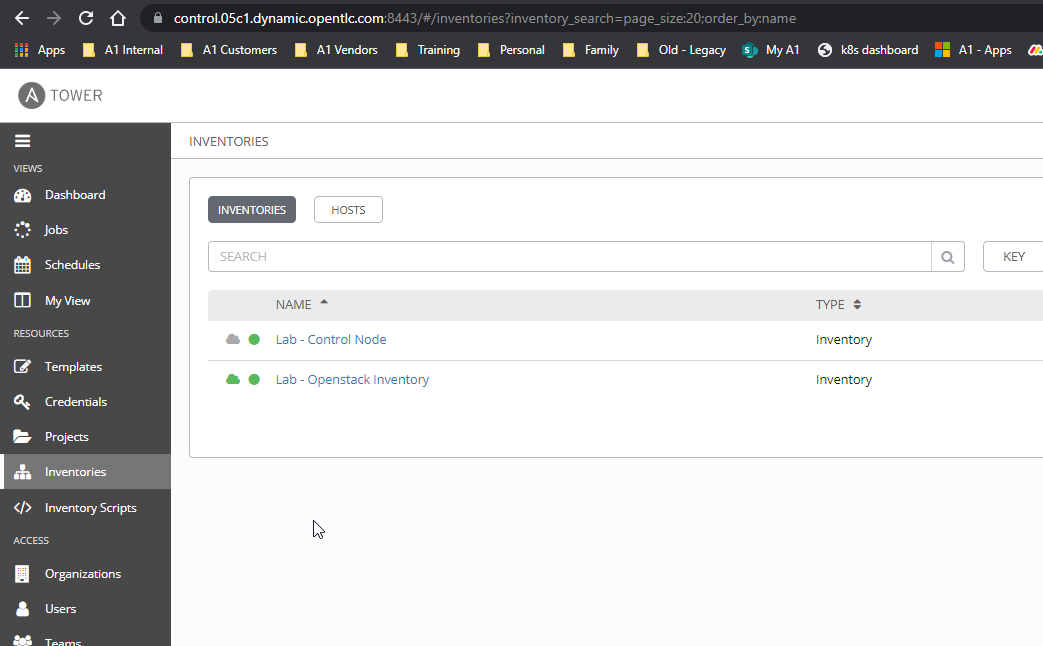 control.05c1.dynamic.opentlc.com:8443/#/inventories?inventory_search=page_size:20;order_by:name
Apps A1 Internal A1 Customers A1 Vendors Training Personal Family Old - Legacy My A1 k8s dashboard A1 - Apps
A TOWER
INVENTORIES
VIEWS
Dashboard
Jobs
Schedules
My View
RESOURCES
Templates
Credentials
Projects
Inventories
Inventory Scripts
ACCESS
Organizations
Users
Teams
INVENTORIES HOSTS
SEARCH KEY
NAME TYPE
Lab - Control Node Inventory
Lab - Openstack Inventory Inventory